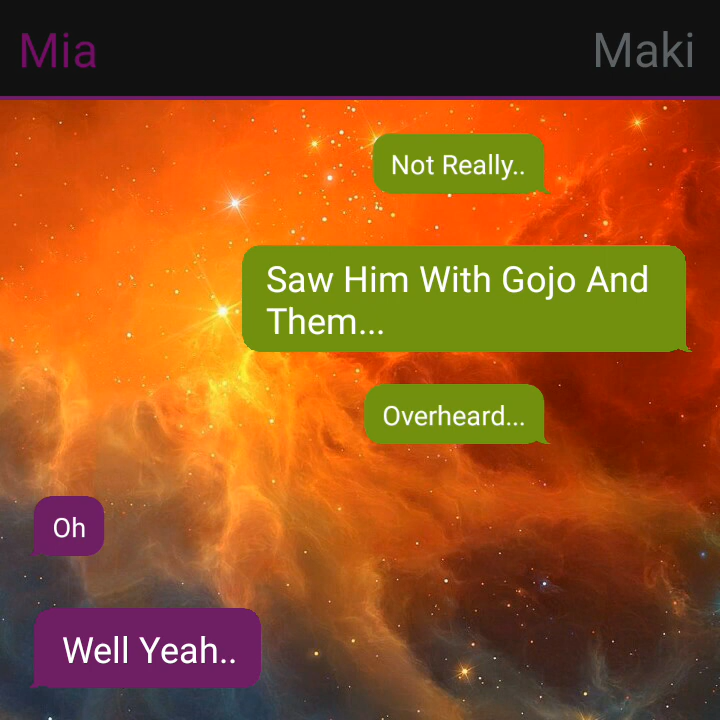 Mia
Maki
Not Really..
Saw Him With Gojo And
Them...
Overheard...
Oh
Well Yeah..